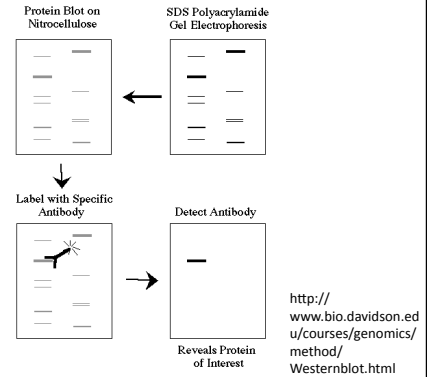 Protein Blot on
Nitrocellulose
SDS Polyacrylamide
Gel Electrophoresis
Label with Specific
Antibody
Detect Antibody
Reveals Protein
of Interest
http://
www.bio.davidson.ed
u/courses/genomics/
method/
Westernblot.html